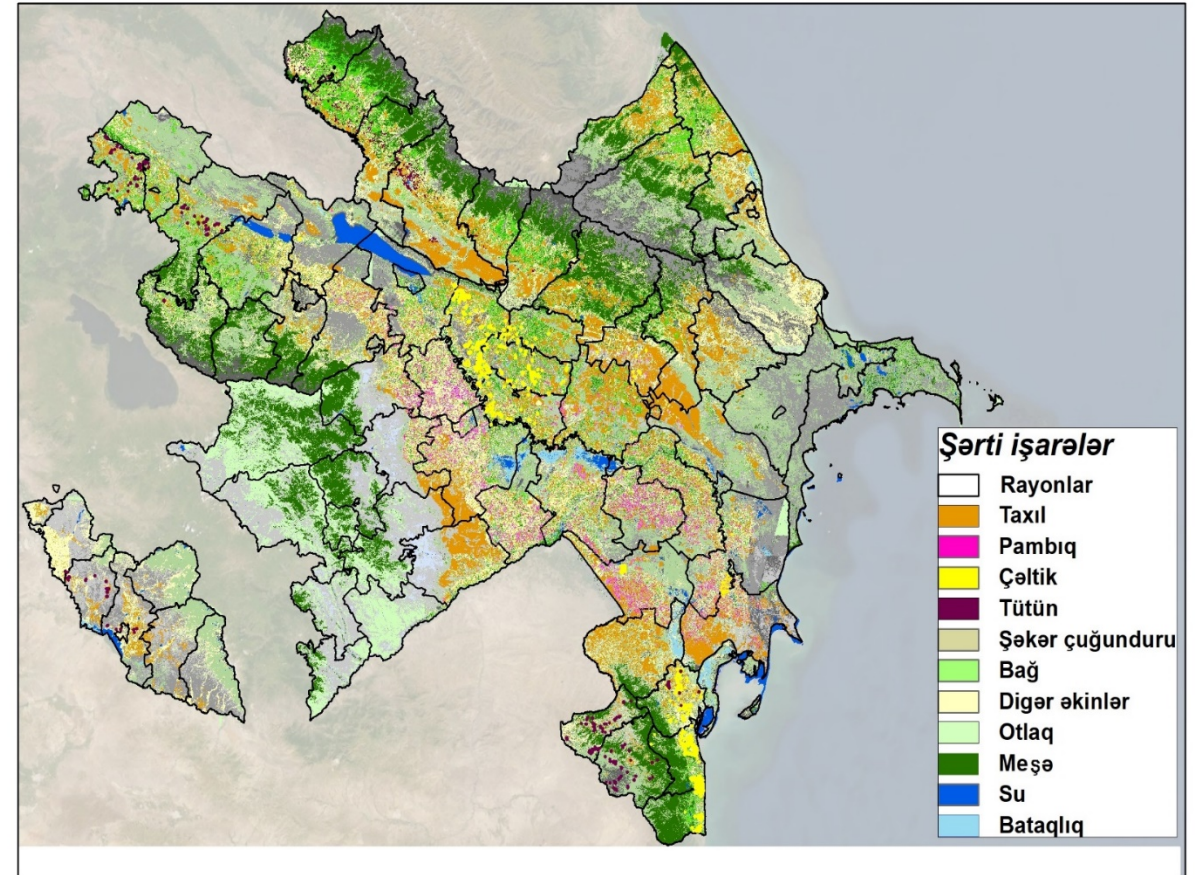 Şərti işarələr
Rayonlar
Taxıl
Pambıq
Çəltik
Tütün
Şəkər çuğunduru
Bağ
Digər əkinlər
Otlaq
Meşə
Su
Bataqlıq